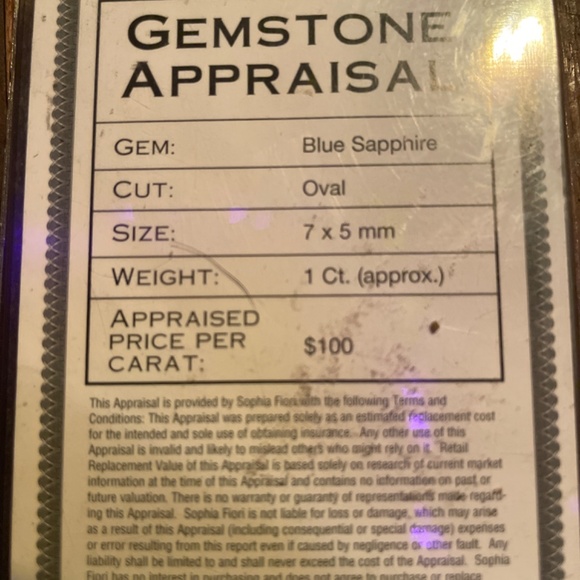 GEMSTONE
APPRAISAL
GEM: Blue Sapphire
CUT: Oval
SIZE: 7 x 5 mm
WEIGHT: 1 Ct. (approx.)
APPRAISED
PRICE PER
CARAT: $100
This Appraisal is provided by Sophia Fiori with the following Terms and
Conditions: This Appraisal was prepared solely as an estimated replacement cost
for the intended and sole use of obtaining insurance. Any other use of this
Appraisal is invalid and likely to mislead others who might rely on it. Retail
Replacement Value of this Appraisal is based solely on research of current market
information at the time of this Appraisal and contains no information on past or
future valuation. There is no warranty or guaranty of representations made regard-
ing this Appraisal. Sophia Fiori is not liable for loss or damage, which may arise
as a result of this Appraisal (including consequential or special damage) expenses
or error resulting from this report even if caused by negligence or other fault. Any
liability shall be limited to and shall never exceed the cost of the Appraisal. Sophia
Fiori has no interest in purchasing and does not agree to purchase or replace